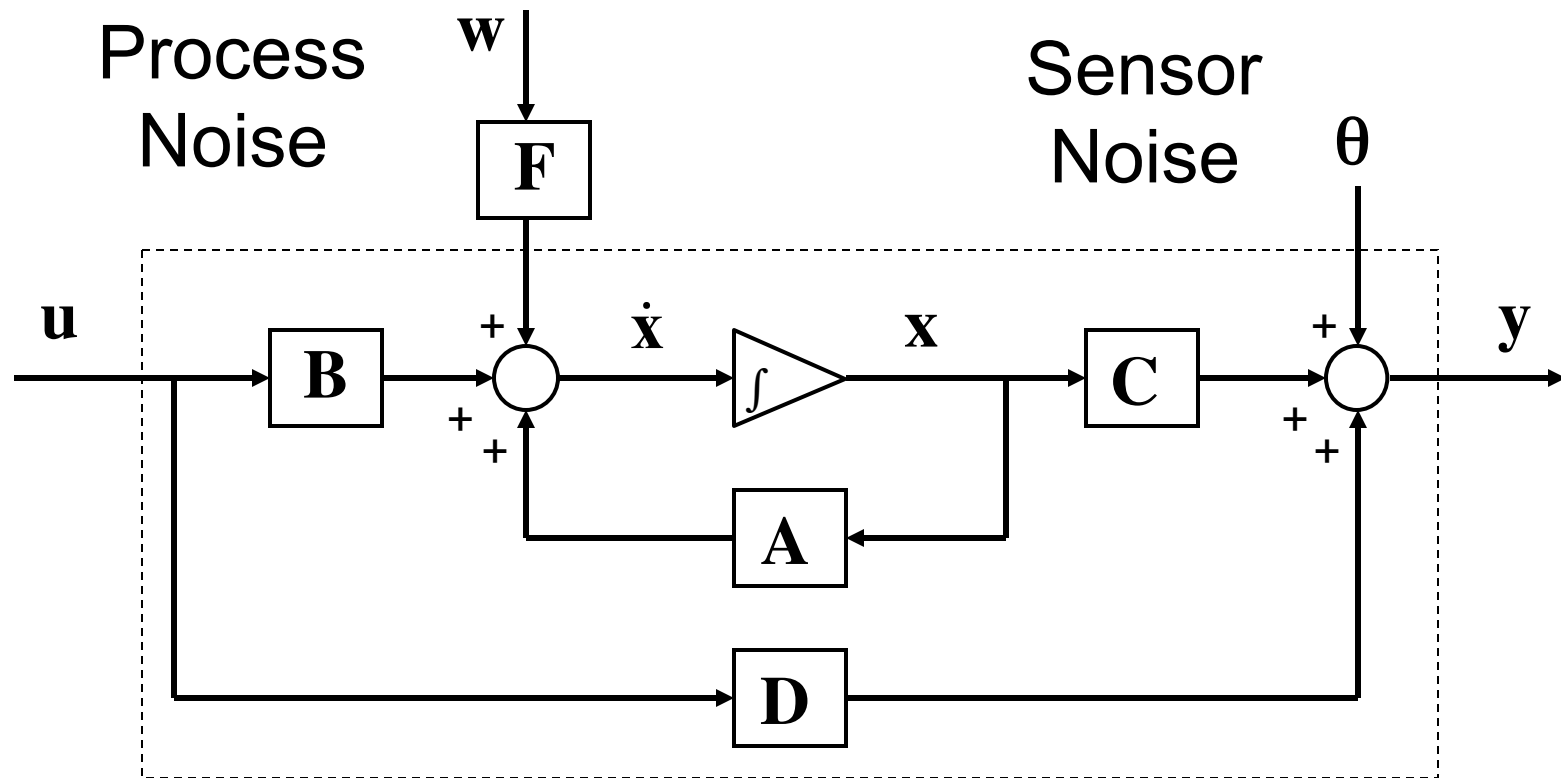 Process
Noise
w
F
Sensor
Noise
θ
u
B
+
+
+
ẋ
∫
x
C
+
+
+
y
A
D